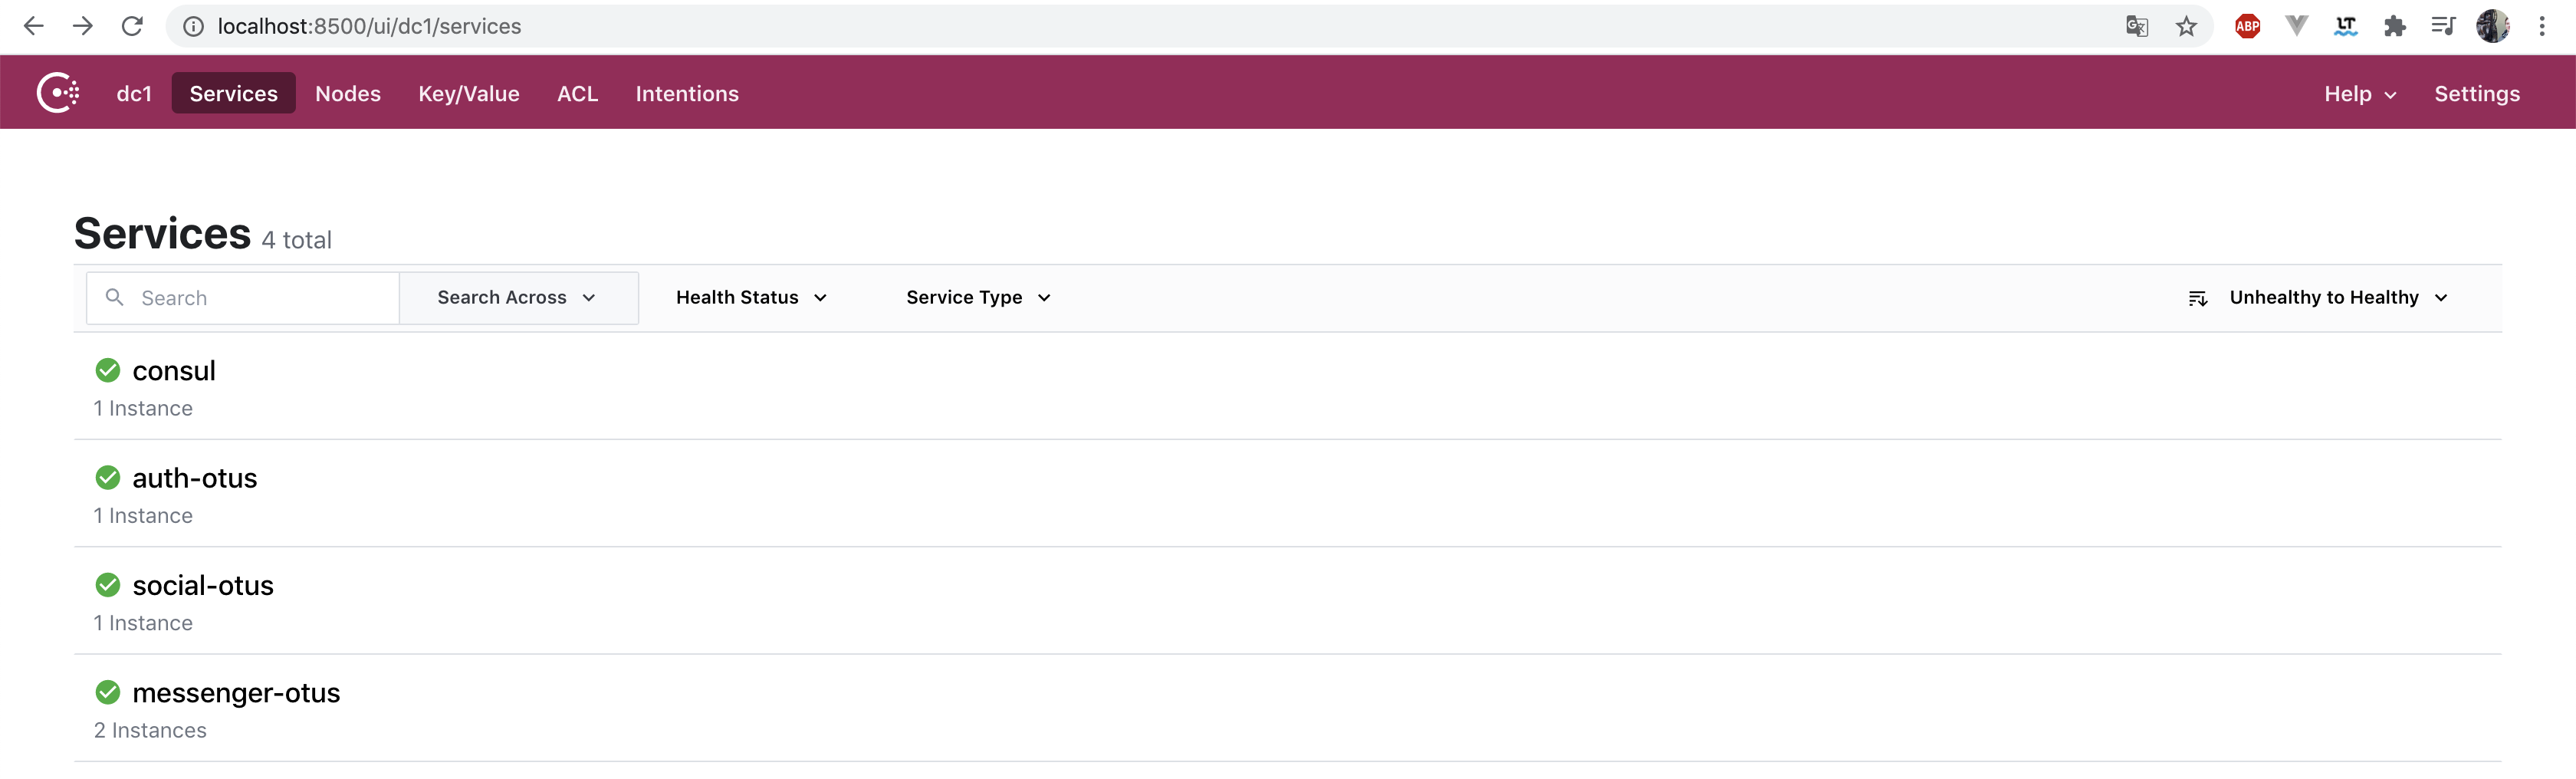 localhost:8500/ui/dc1/services
ABP
LT
dc1 Services Nodes Key/Value ACL Intentions Help Settings
Services 4 total
Search Search Across Health Status Service Type Unhealthy to Healthy
consul
1 Instance
auth-otus
1 Instance
social-otus
1 Instance
messenger-otus
2 Instances